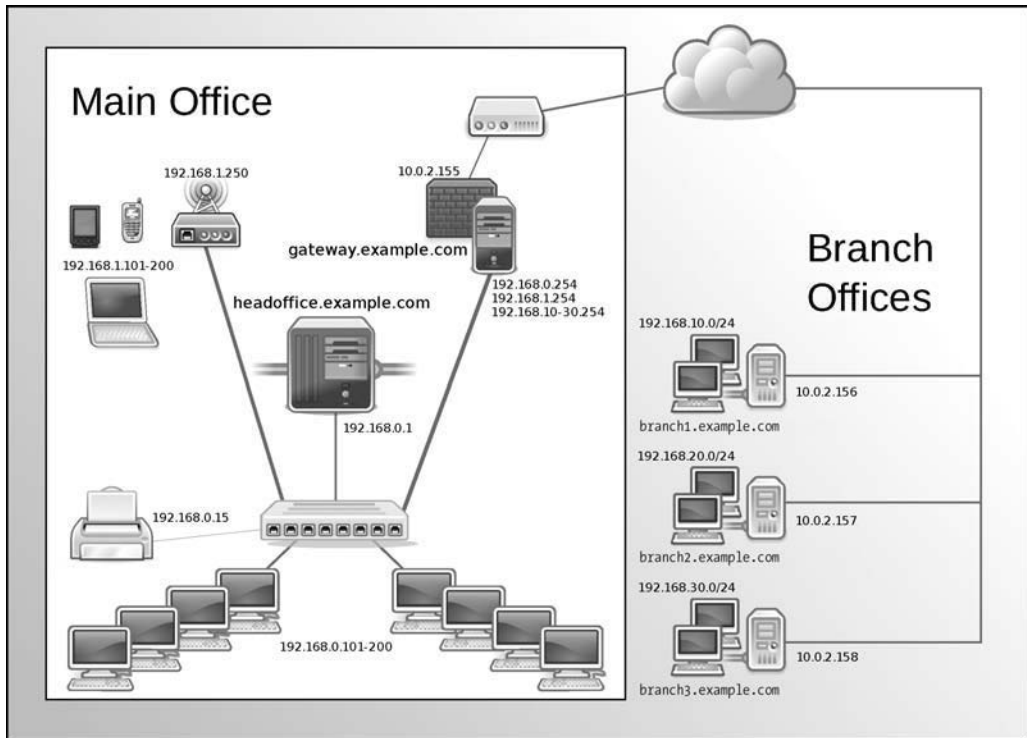 Main Office
192.168.1.250
10.0.2.155
gateway.example.com
192.168.1.101-200
192.168.0.254
192.168.1.254
192.168.10-30.254
headoffice.example.com
192.168.0.1
192.168.0.15
192.168.0.101-200
Branch
Offices
192.168.10.0/24
10.0.2.156
branch1.example.com
192.168.20.0/24
10.0.2.157
branch2.example.com
192.168.30.0/24
10.0.2.158
branch3.example.com